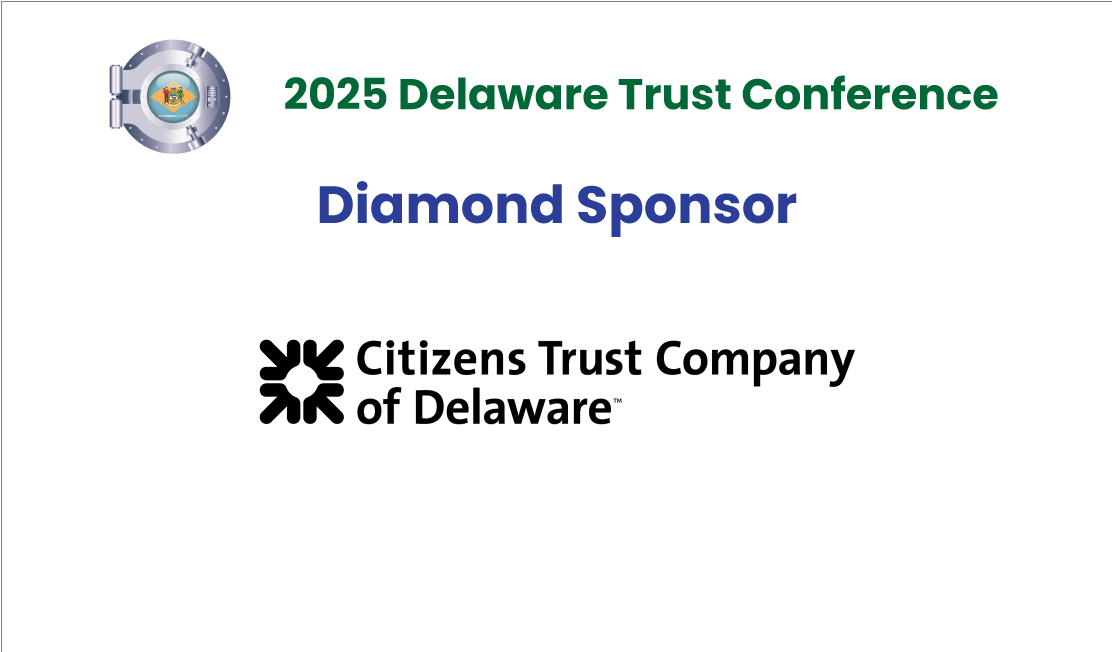 2025 Delaware Trust Conference
Diamond Sponsor
Citizens Trust Company
of Delaware™